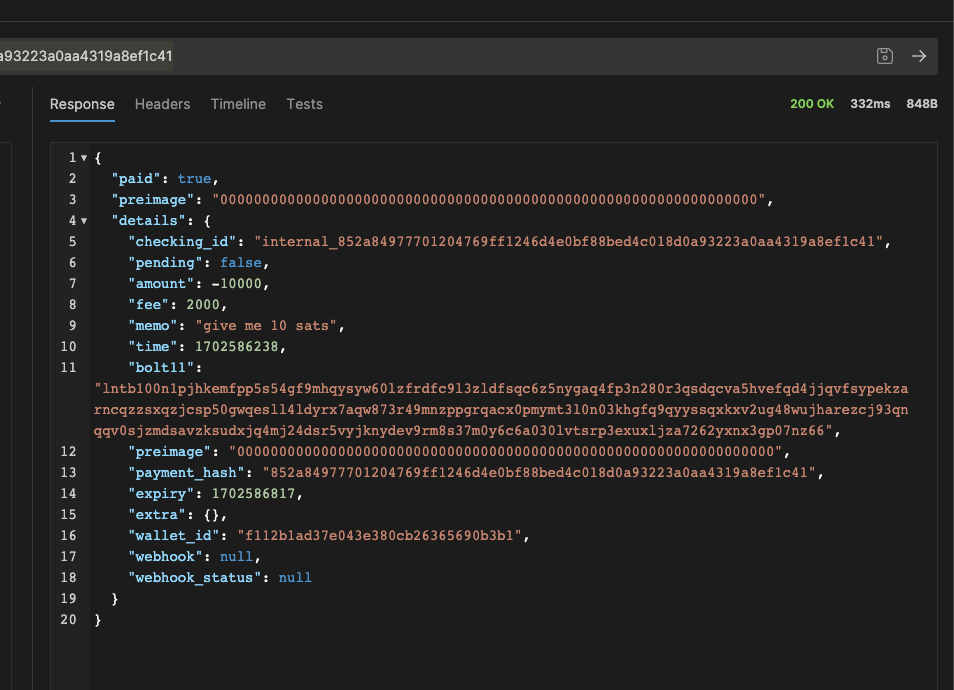 a93223a0aa4319a8ef1c41
Response Headers Timeline Tests 200 OK 332ms 848B
1 {
2 "paid": true,
3 "preimage": "0000000000000000000000000000000000000000000000000000000000000000",
4 "details": {
5 "checking_id": "internal_852a84977701204769ff1246d4e0bf88bed4c018d0a93223a0aa4319a8ef1c41",
6 "pending": false,
7 "amount": -10000,
8 "fee": 2000,
9 "memo": "give me 10 sats",
10 "time": 1702586238,
11 "bolt11":
"lntb100n1pjhkemfpp5s54gf9mhqysyw60lzfrdfc9l3zldfsqc6z5nygaq4fp3n280r3qsdqcva5hvefqd4jjqvfsypekza
rncqzzsxqzjcsp50gwqesll4ldyrx7aqw873r49mnzppgrqacx0pmymt3l0n03khgfq9qyyssqxkxv2ug48wujharezcj93qn
qqv0sjzmdsavzksudxjq4mj24dsr5vyjknydev9rm8s37m0y6c6a030lvtsrp3exuxljza7262yxnx3gp07nz66",
12 "preimage": "0000000000000000000000000000000000000000000000000000000000000000",
13 "payment_hash": "852a84977701204769ff1246d4e0bf88bed4c018d0a93223a0aa4319a8ef1c41",
14 "expiry": 1702586817,
15 "extra": {},
16 "wallet_id": "f112b1ad37e043e380cb26365690b3b1",
17 "webhook": null,
18 "webhook_status": null
19 }
20 }